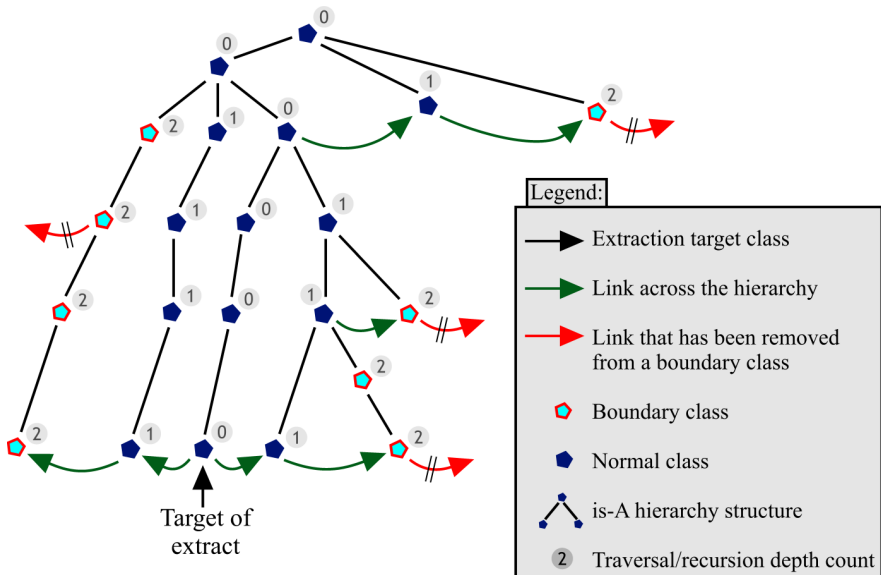 0
0
1
2
2
1
0
2
1
0
1
2
1
0
1
2
2
2
1
0
1
2
Target of
extract
Legend:
Extraction target class
Link across the hierarchy
Link that has been removed
from a boundary class
Boundary class
Normal class
is-A hierarchy structure
2 Traversal/recursion depth count